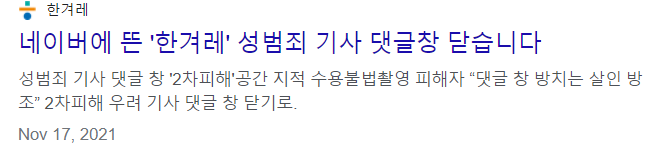 한겨레
네이버에 뜬 '한겨레' 성범죄 기사 댓글창 닫습니다
성범죄 기사 댓글 창 '2차피해'공간 지적 수용불법촬영 피해자 “댓글 창 방치는 살인 방
조” 2차피해 우려 기사 댓글 창 닫기로.
Nov 17, 2021